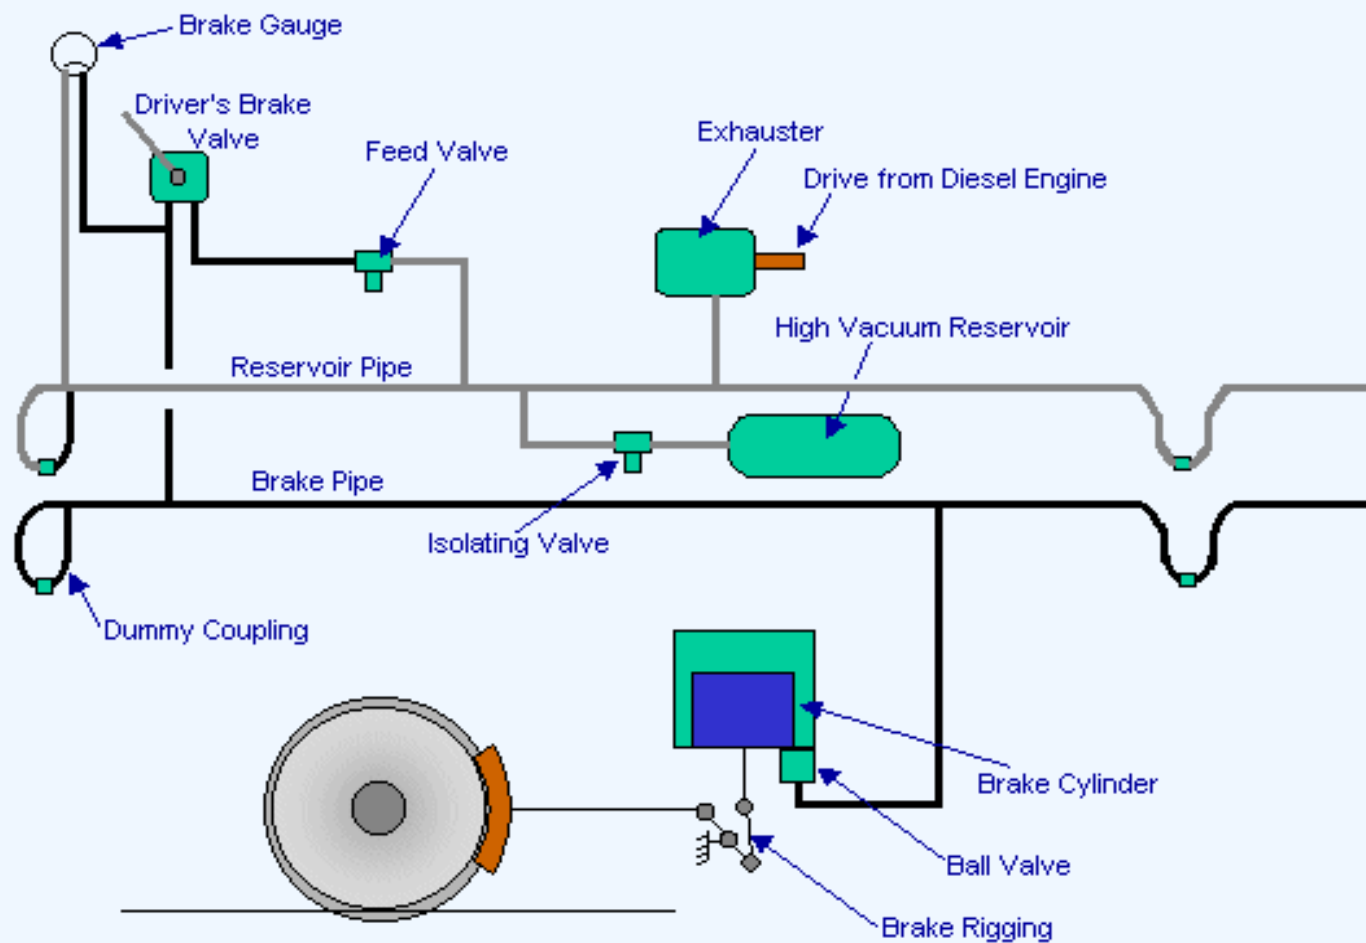 Brake Gauge
Driver's Brake
Valve
Feed Valve
Exhauster
Drive from Diesel Engine
High Vacuum Reservoir
Reservoir Pipe
Brake Pipe
Isolating Valve
Dummy Coupling
Brake Cylinder
Ball Valve
Brake Rigging